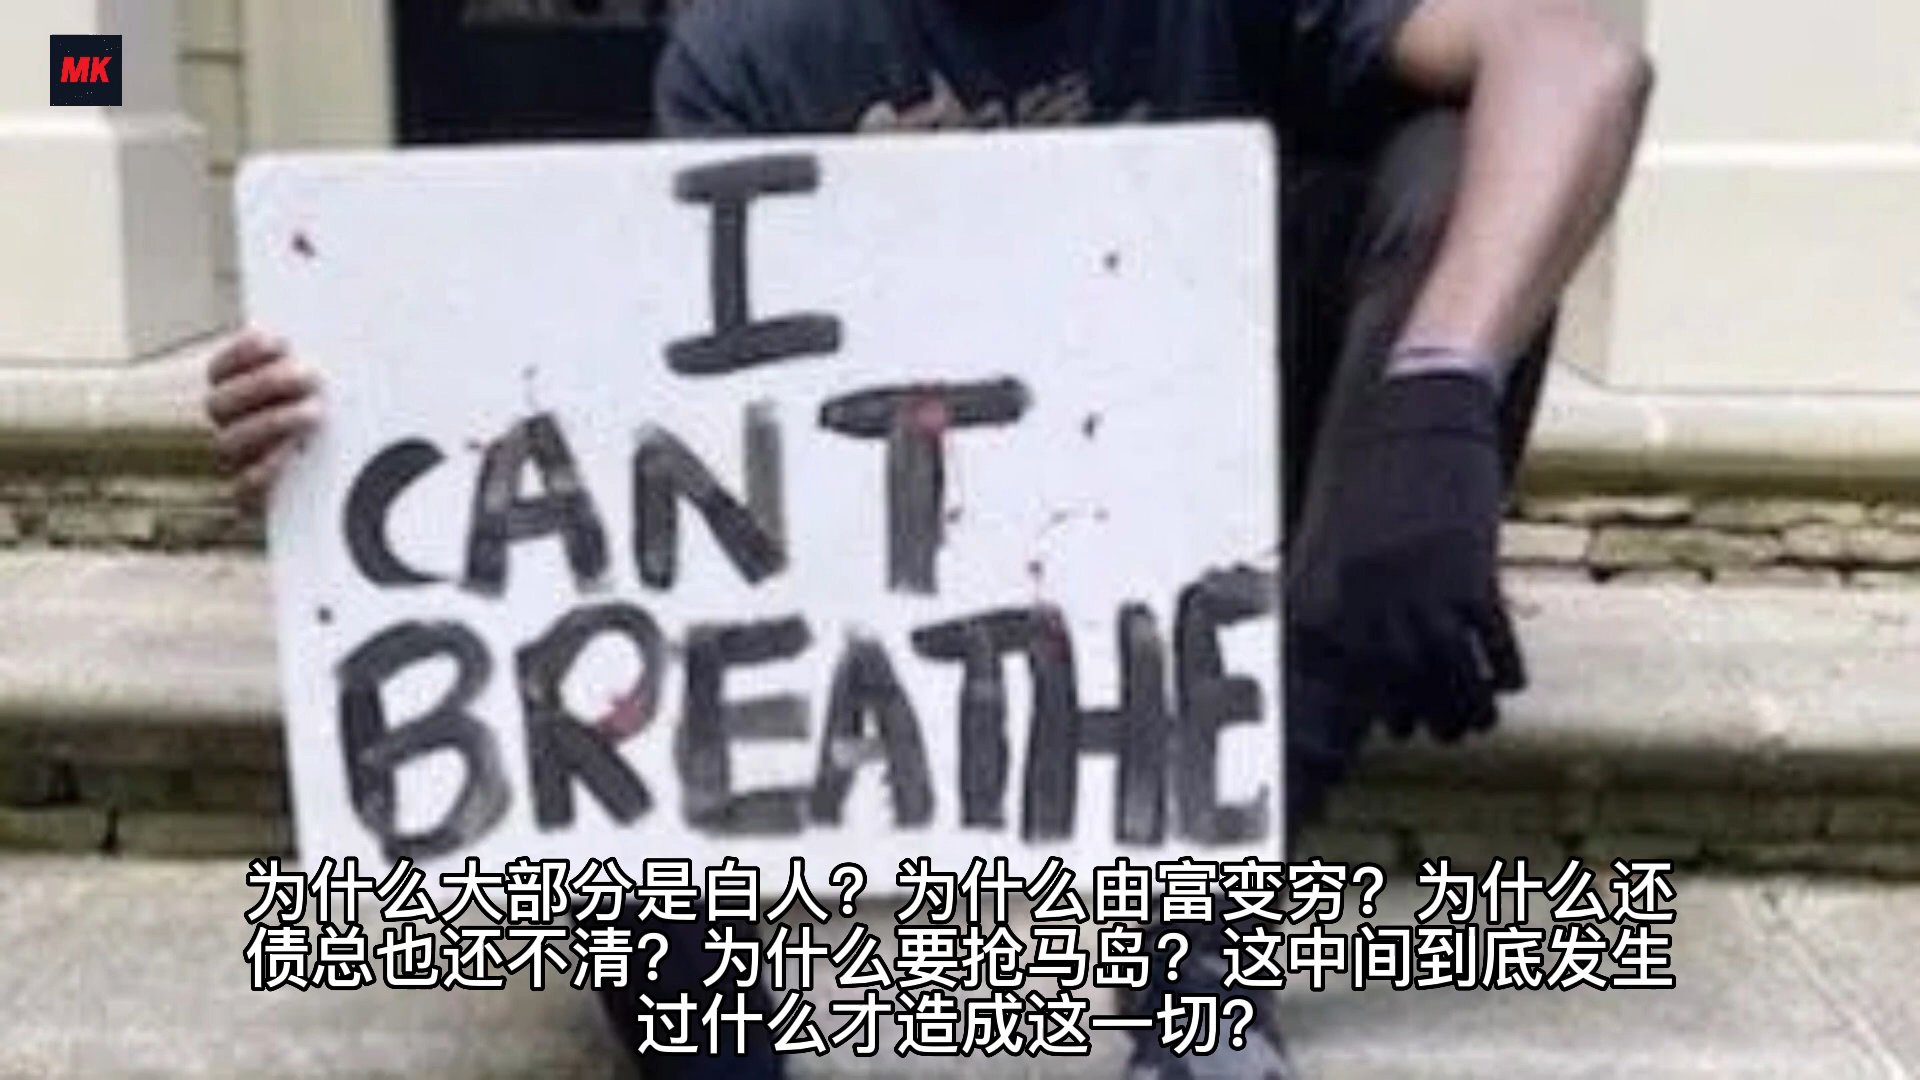 MK
I
CAN'T
BREATHE
为什么大部分是白人？为什么由富变穷？为什么还
债总也还不清？为什么要抢马岛？这中间到底发生
过什么才造成这一切？